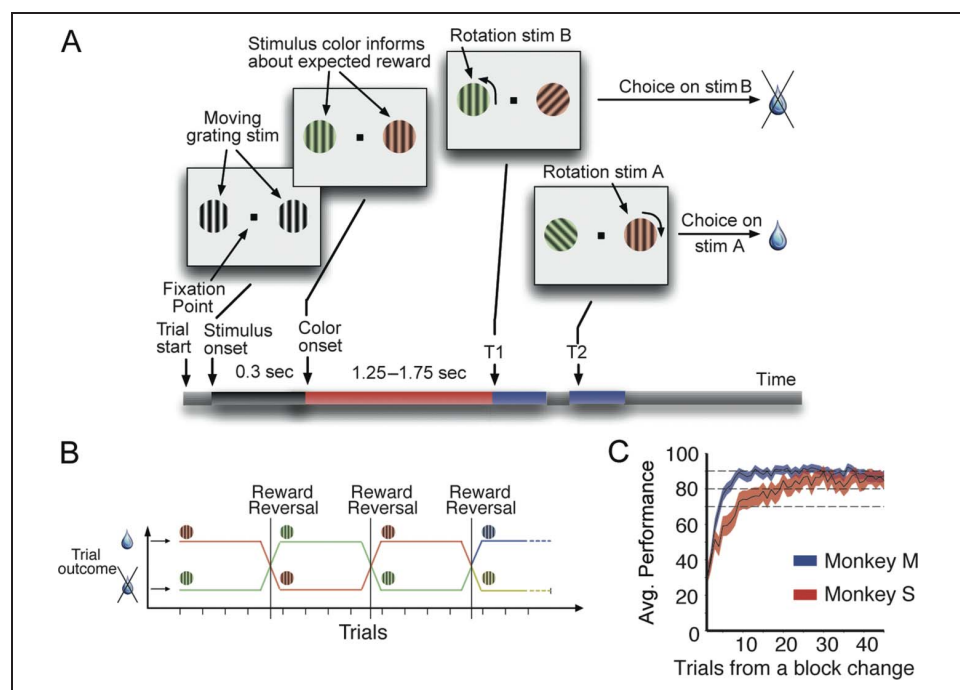 A
Stimulus color informs
about expected reward
Rotation stim B
Choice on stim B
Moving
grating stim
Rotation stim A
Choice on
stim A
Fixation
Point
Trial
start
Stimulus
onset
Color
onset
T1
T2
0.3 sec
1.25–1.75 sec
Time
B
Reward
Reversal
Reward
Reversal
Reward
Reversal
Trial
outcome
Trials
C
100
80
60
40
20
0
Avg. Performance
Monkey M
Monkey S
10 20 30 40
Trials from a block change